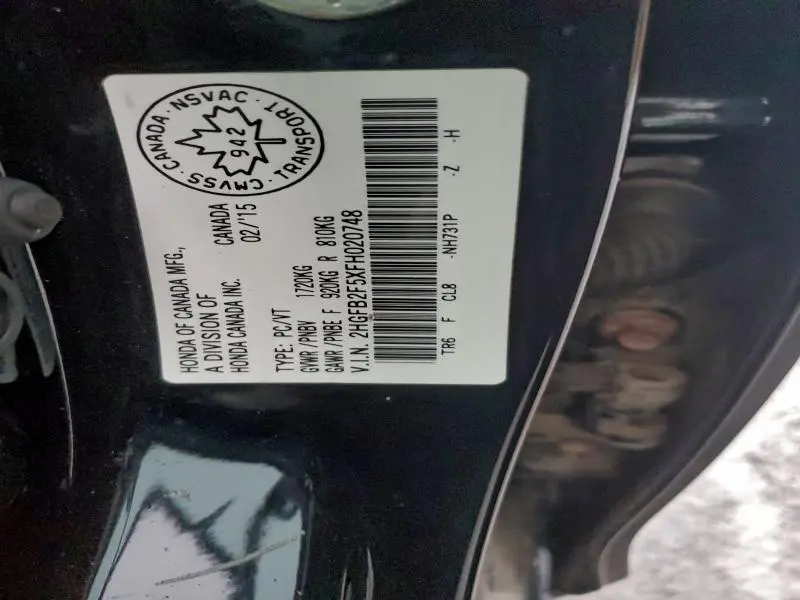 HONDA OF CANADA MFG.,
A DIVISION OF
HONDA CANADA INC.
CANADA
02/'15
CMVSS · CANADA · NSVAC · TRANSPORT
942
TYPE: PC/VT
GVWR/PNBV 1720KG
GAWR/PNBE F 920KG R 810KG
V.I.N. 2HGFB2F5XFH020748
TR6 F CL8 -NH731P -Z -H